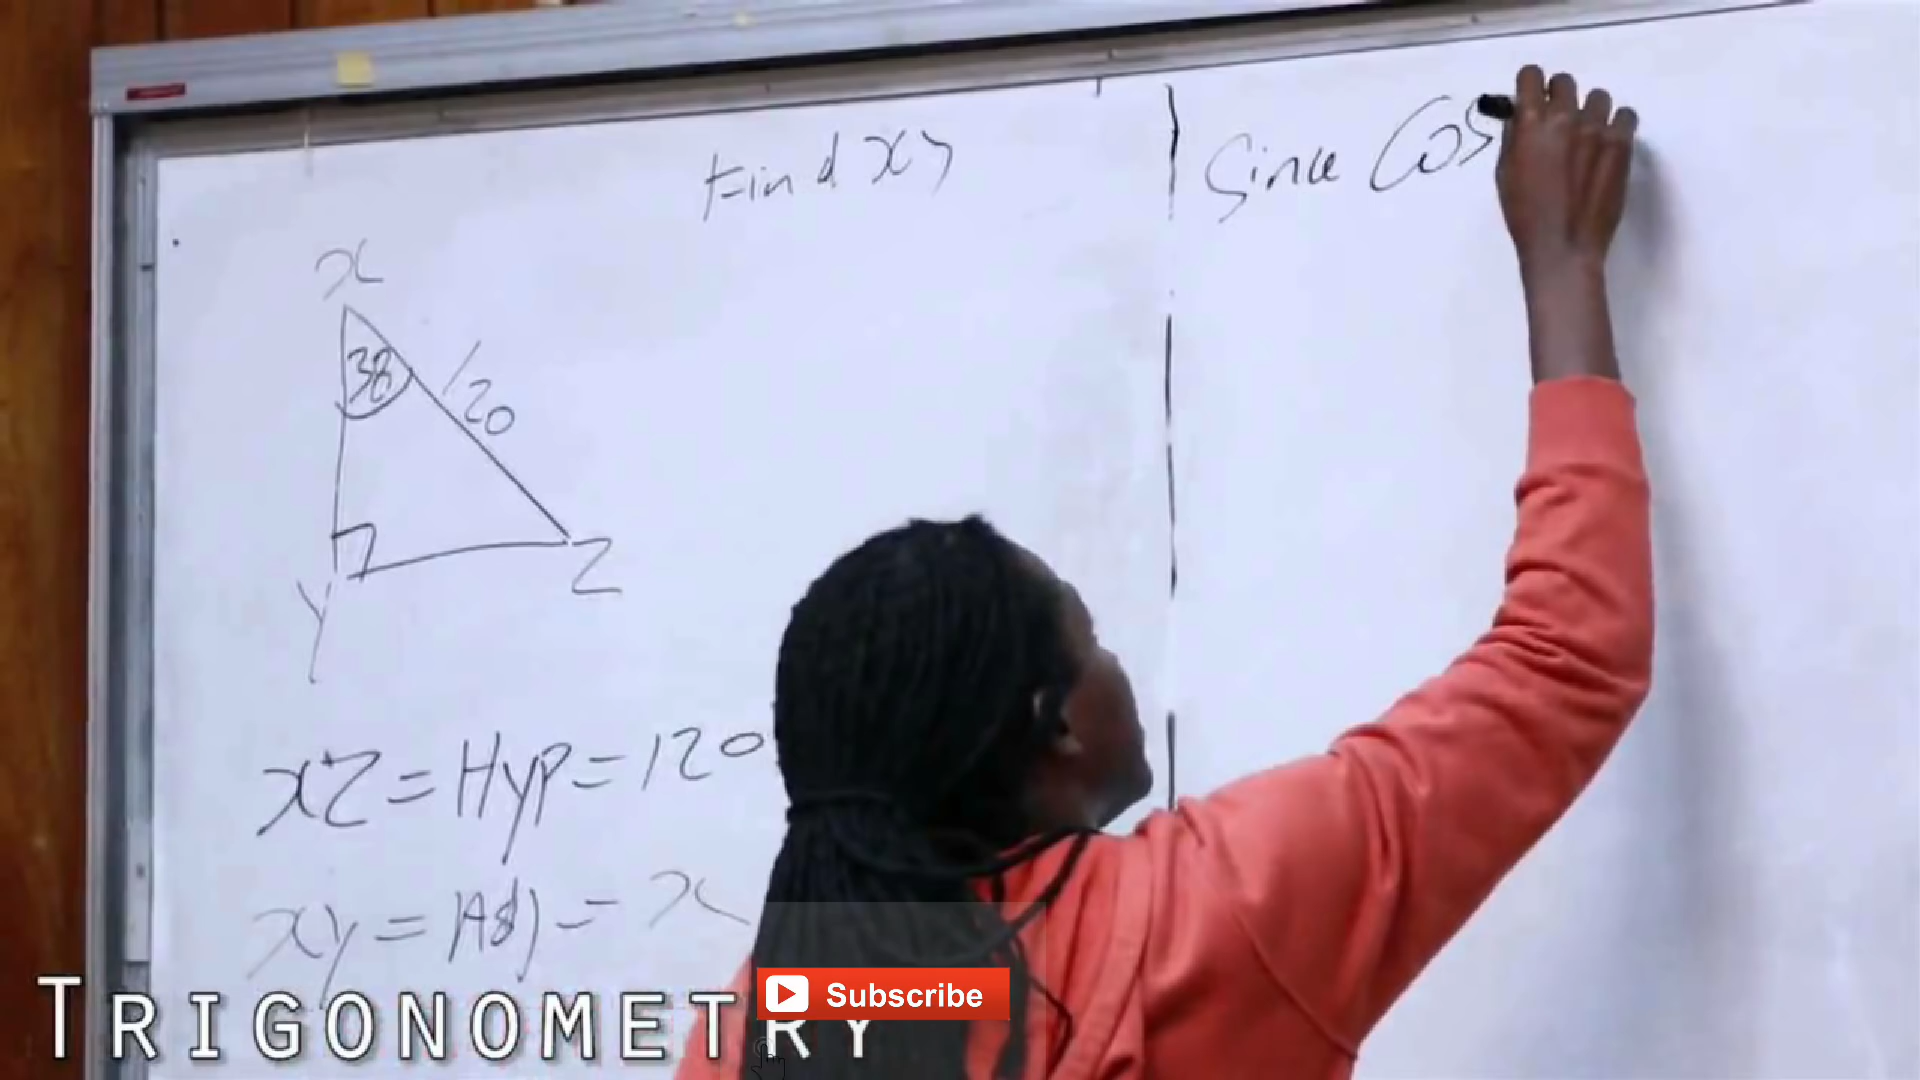 Find xy
Since Cos
x
38
120
y
z
xz = Hyp = 120
xy = Adj = x
TRIGONOMETRY
Subscribe